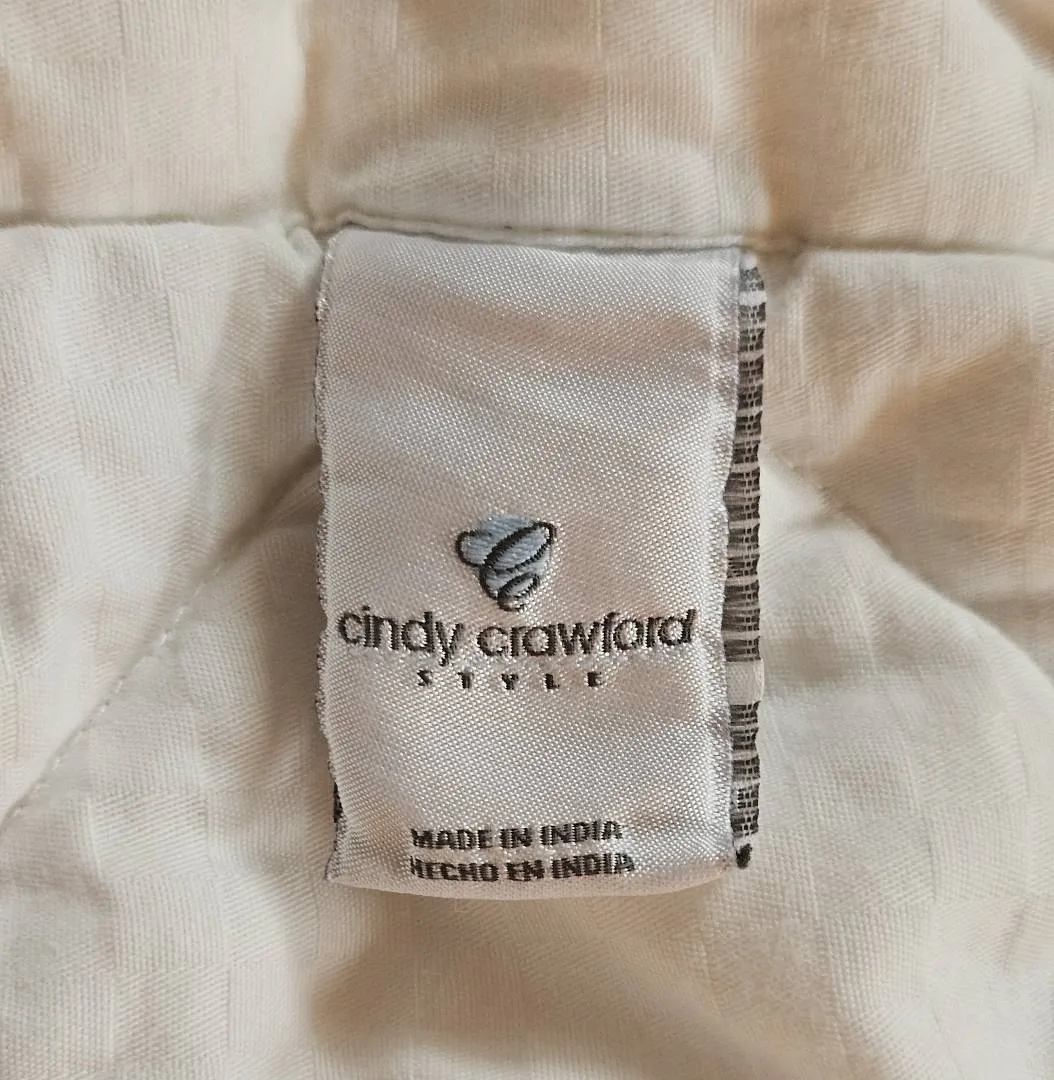 cindy crawford
STYLE
MADE IN INDIA
HECHO EN INDIA